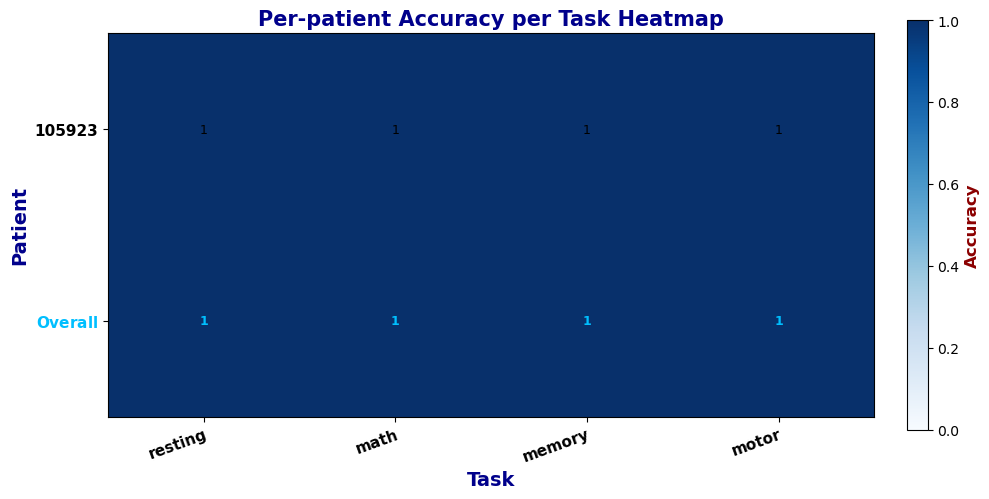 Per-patient Accuracy per Task Heatmap
Patient
105923
1 1 1 1
Overall
1 1 1 1
resting math memory motor
Task
1.0
0.8
0.6
0.4
0.2
0.0
Accuracy